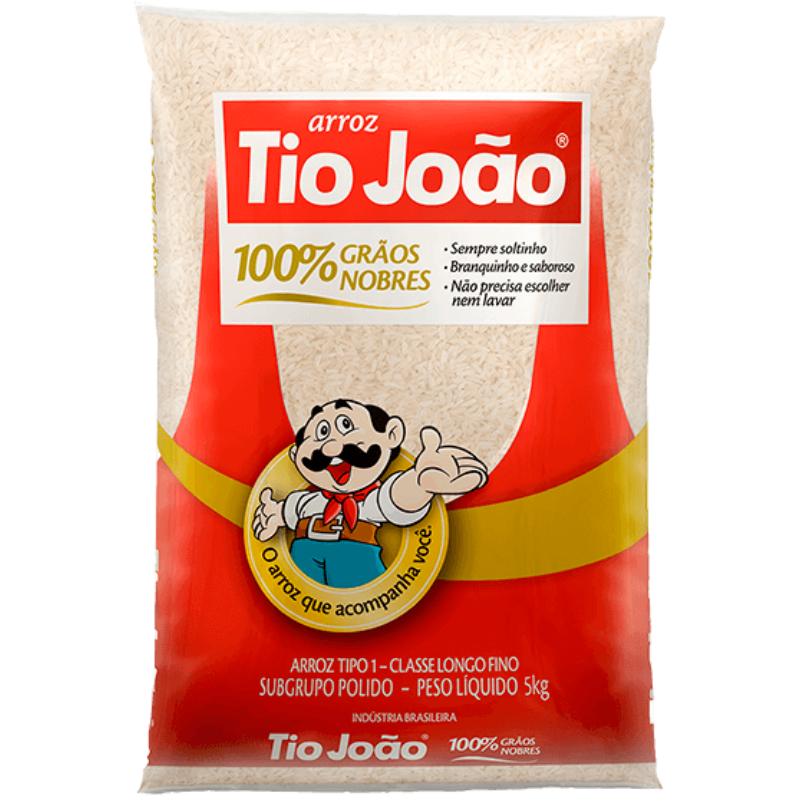 arroz
Tio João®
100% GRÃOS
NOBRES
• Sempre soltinho
• Branquinho e saboroso
• Não precisa escolher
nem lavar
O arroz que acompanha você.
ARROZ TIPO 1 – CLASSE LONGO FINO
SUBGRUPO POLIDO – PESO LÍQUIDO 5kg
INDÚSTRIA BRASILEIRA
Tio João® 100% GRÃOS
NOBRES